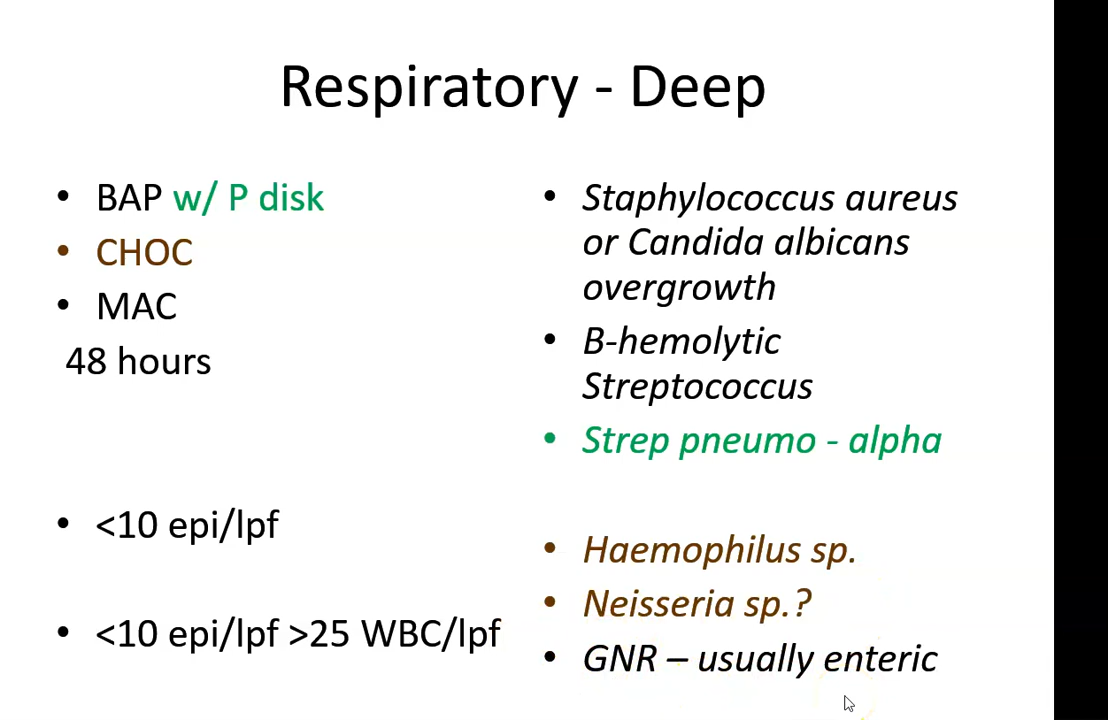 Respiratory - Deep
• BAP w/ P disk
• CHOC
• MAC
48 hours
• <10 epi/lpf
• <10 epi/lpf >25 WBC/lpf
• Staphylococcus aureus
or Candida albicans
overgrowth
• B-hemolytic
Streptococcus
• Strep pneumo - alpha
• Haemophilus sp.
• Neisseria sp.?
• GNR – usually enteric